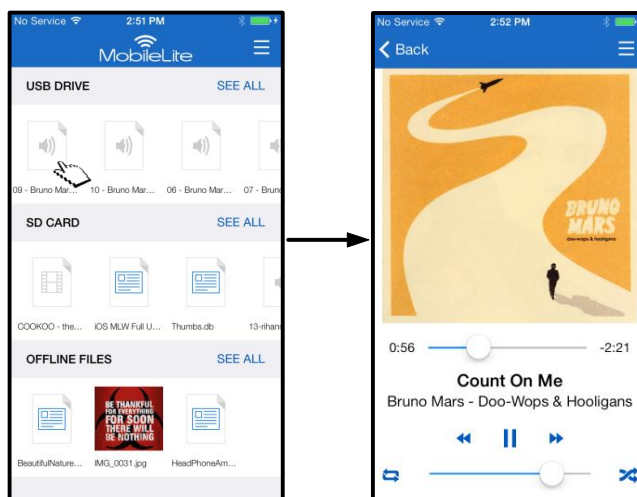 No Service 2:51 PM
MobileLite
USB DRIVE SEE ALL
09 - Bruno Mar... 10 - Bruno Mar... 06 - Bruno Mar... 07 - Brun
SD CARD SEE ALL
COOKOO - the... iOS MLW Full U... Thumbs.db 13-rihann
OFFLINE FILES SEE ALL
BE THANKFUL
FOR EVERYTHING
FOR SOON
THERE WILL
BE NOTHING
BeautifulNature... IMG_0031.jpg HeadPhoneAm...
No Service 2:52 PM
Back
BRUNO
MARS
doo-wops & hooligans
0:56 -2:21
Count On Me
Bruno Mars - Doo-Wops & Hooligans